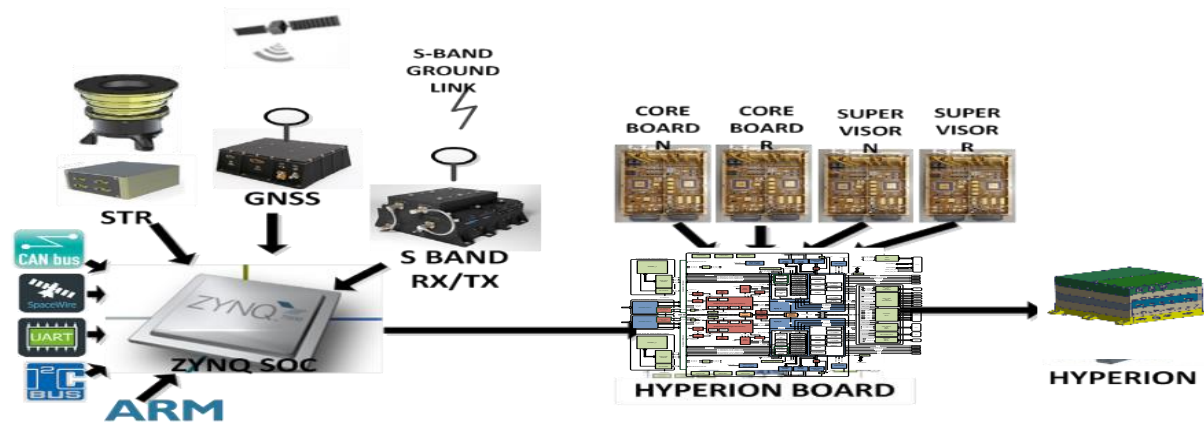 S-BAND
GROUND
LINK
CORE
BOARD
N
CORE
BOARD
R
SUPER
VISOR
N
SUPER
VISOR
R
STR
GNSS
S BAND
RX/TX
CAN bus
SpaceWire
UART
I²C
BUS
ZYNQ
ZYNQ SOC
ARM
HYPERION BOARD
HYPERION